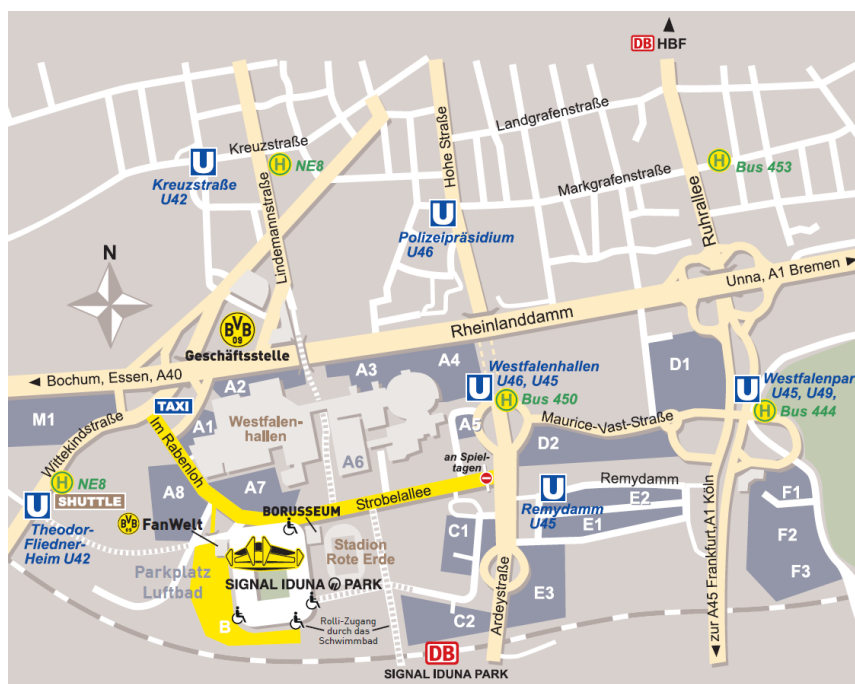 DB HBF
Landgrafenstraße
Kreuzstraße
H NE8
U
Kreuzstraße
U42
Lindemannstraße
Hohe Straße
Markgrafenstraße
H Bus 453
U
Polizeipräsidium
U46
Ruhrallee
N
Unna, A1 Bremen
Rheinlanddamm
BVB
09
Geschäftsstelle
Bochum, Essen, A40
A3
A4
D1
A2
U
Westfalenhallen
U46, U45
H Bus 450
U
Westfalenpar
U45, U49,
H Bus 444
M1
TAXI
A1
Westfalen-
hallen
A5
Maurice-Vast-Straße
Wittekindstraße
Im Rabenloh
A6
D2
an Spiel-
tagen
H NE8
SHUTTLE
A8
A7
Strobelallee
Remydamm
U
Remydamm
U45
E2
E1
F1
F2
F3
U
Theodor-
Fliedner-
Heim U42
BVB
09
FanWelt
BORUSSEUM
Stadion
Rote Erde
C1
Parkplatz
Luftbad
SIGNAL IDUNA PARK
E3
B
C2
Rolli-Zugang
durch das
Schwimmbad
Ardeystraße
zur A45 Frankfurt,A1 Köln
DB
SIGNAL IDUNA PARK